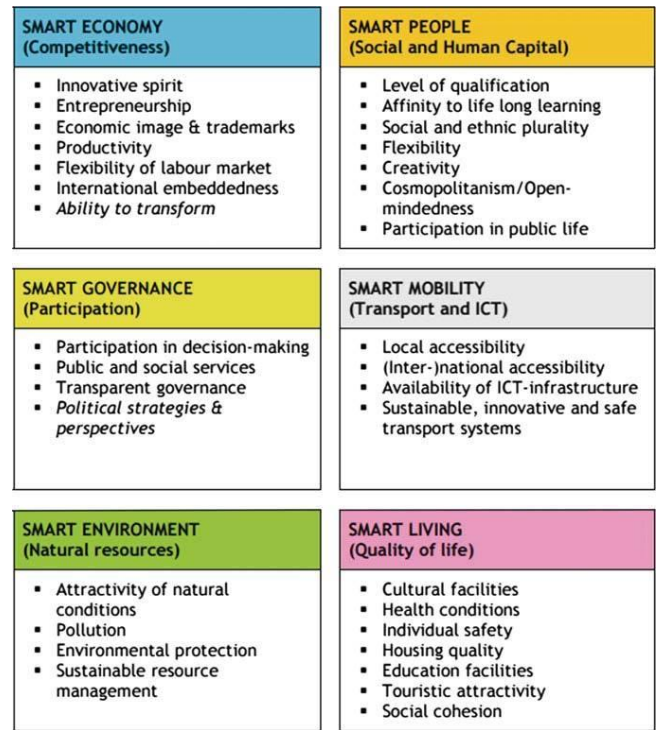 SMART ECONOMY
(Competitiveness)
▪ Innovative spirit
▪ Entrepreneurship
▪ Economic image & trademarks
▪ Productivity
▪ Flexibility of labour market
▪ International embeddedness
▪ Ability to transform
SMART PEOPLE
(Social and Human Capital)
▪ Level of qualification
▪ Affinity to life long learning
▪ Social and ethnic plurality
▪ Flexibility
▪ Creativity
▪ Cosmopolitanism/Open-
mindedness
▪ Participation in public life
SMART GOVERNANCE
(Participation)
▪ Participation in decision-making
▪ Public and social services
▪ Transparent governance
▪ Political strategies &
perspectives
SMART MOBILITY
(Transport and ICT)
▪ Local accessibility
▪ (Inter-)national accessibility
▪ Availability of ICT-infrastructure
▪ Sustainable, innovative and safe
transport systems
SMART ENVIRONMENT
(Natural resources)
▪ Attractivity of natural
conditions
▪ Pollution
▪ Environmental protection
▪ Sustainable resource
management
SMART LIVING
(Quality of life)
▪ Cultural facilities
▪ Health conditions
▪ Individual safety
▪ Housing quality
▪ Education facilities
▪ Touristic attractivity
▪ Social cohesion